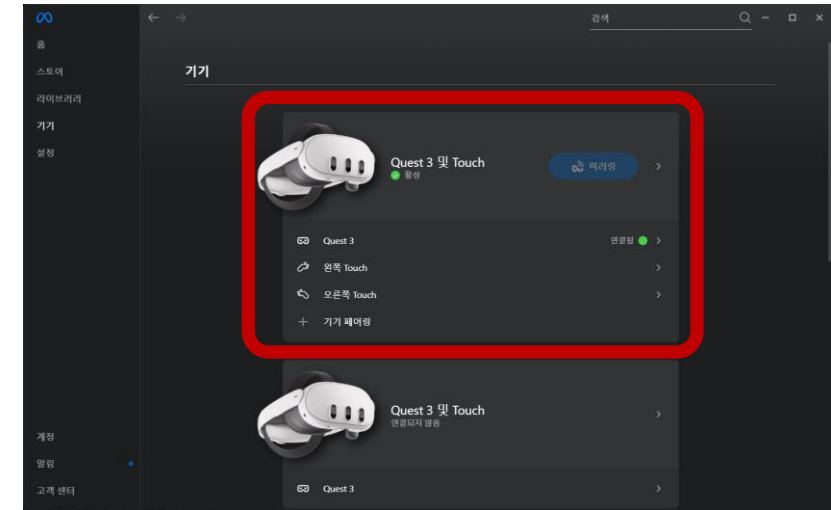 검색
홈
스토어
라이브러리
기기
설정
기기
Quest 3 및 Touch
활성
미러링
Quest 3
연결됨
왼쪽 Touch
오른쪽 Touch
기기 페어링
Quest 3 및 Touch
연결되지 않음
Quest 3
계정
알림
고객 센터